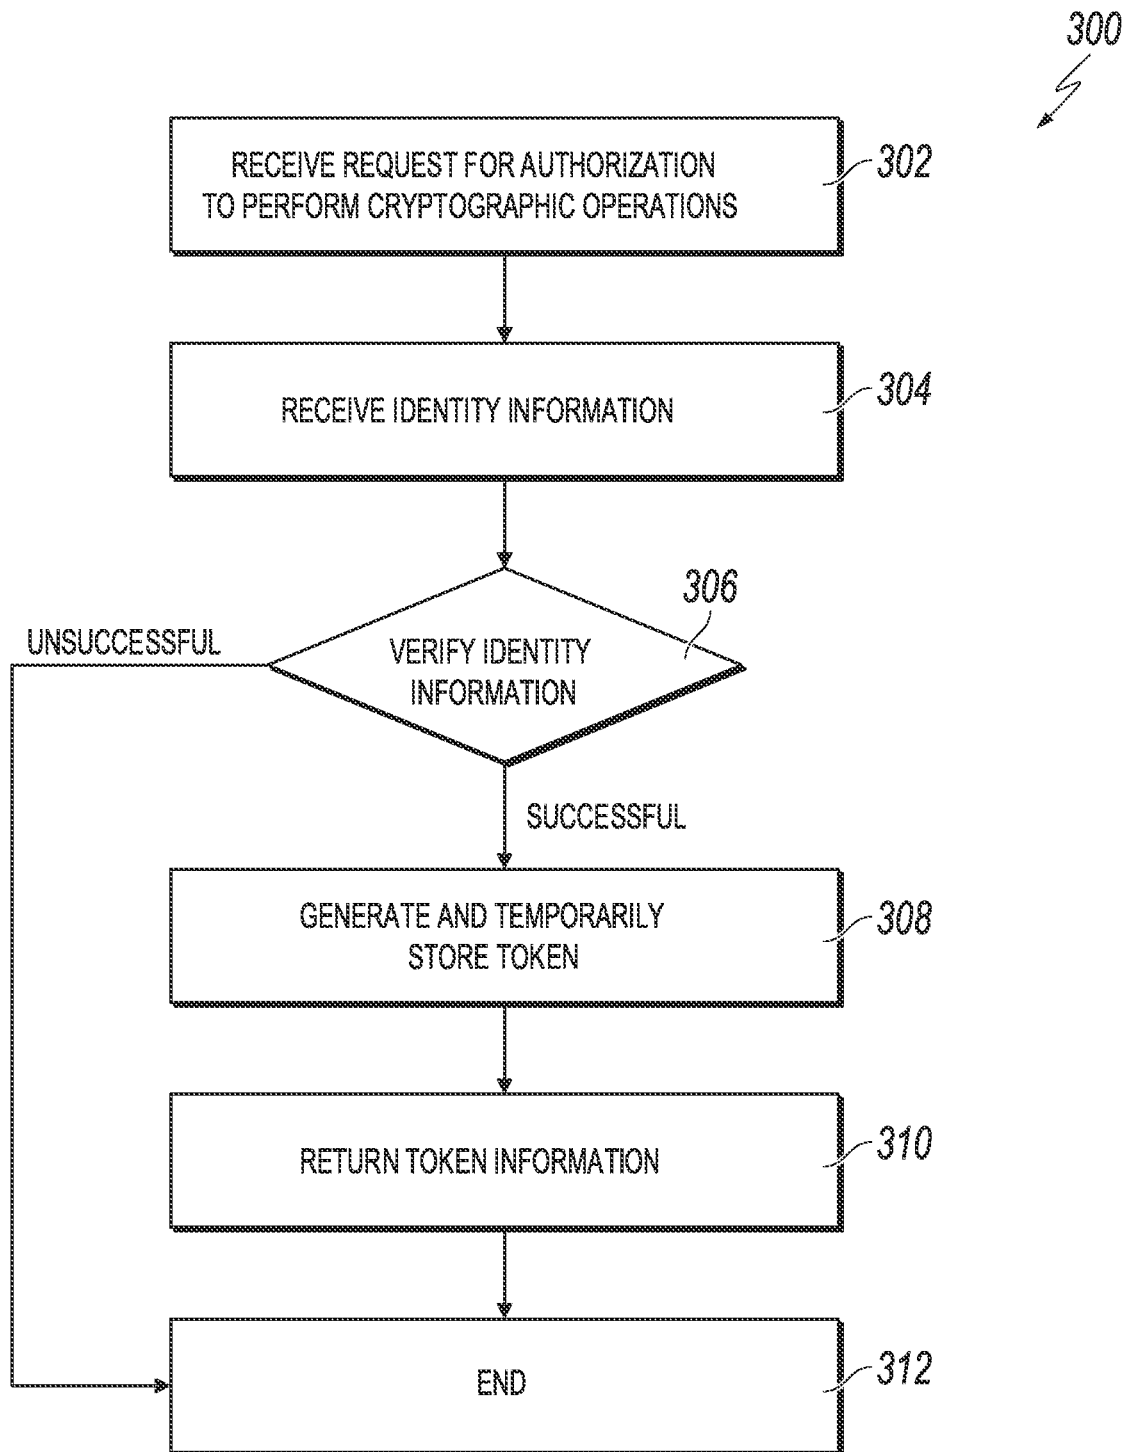 300
RECEIVE REQUEST FOR AUTHORIZATION
TO PERFORM CRYPTOGRAPHIC OPERATIONS
302
RECEIVE IDENTITY INFORMATION
304
306
UNSUCCESSFUL
VERIFY IDENTITY
INFORMATION
SUCCESSFUL
GENERATE AND TEMPORARILY
STORE TOKEN
308
RETURN TOKEN INFORMATION
310
END
312